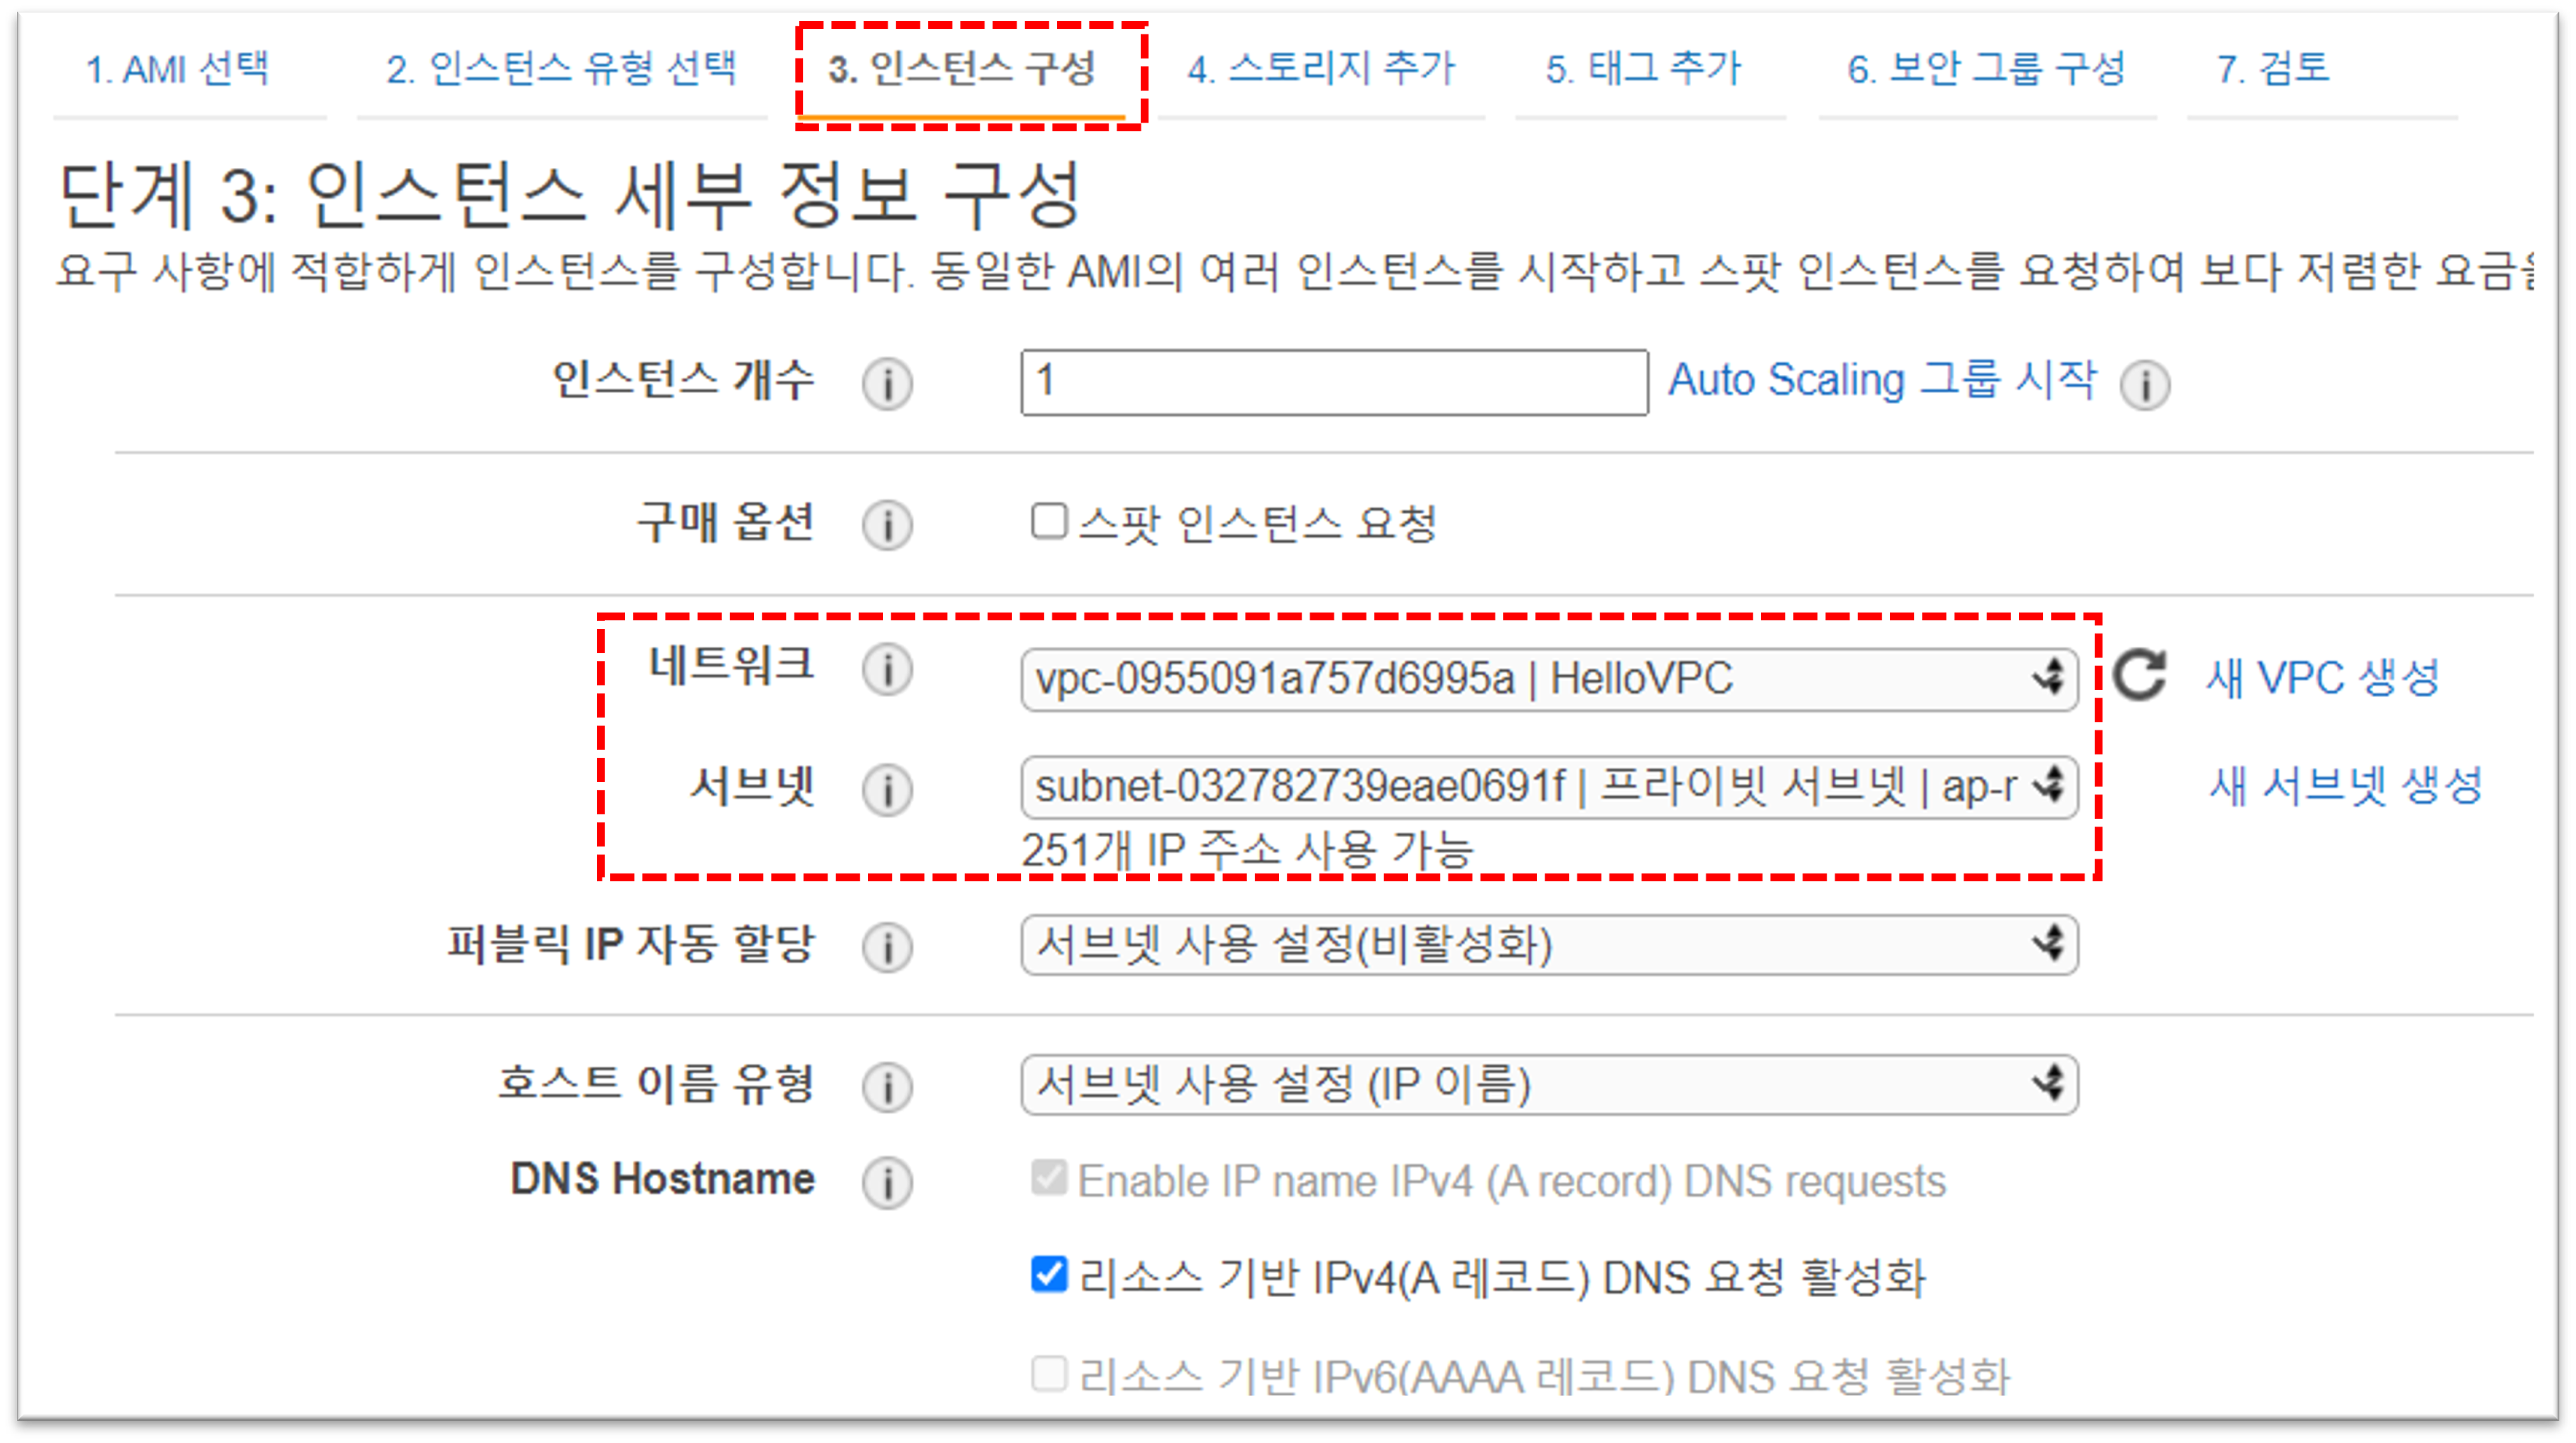 1. AMI 선택 2. 인스턴스 유형 선택 3. 인스턴스 구성 4. 스토리지 추가 5. 태그 추가 6. 보안 그룹 구성 7. 검토
단계 3: 인스턴스 세부 정보 구성
요구 사항에 적합하게 인스턴스를 구성합니다. 동일한 AMI의 여러 인스턴스를 시작하고 스팟 인스턴스를 요청하여 보다 저렴한 요금을
인스턴스 개수 1 Auto Scaling 그룹 시작
구매 옵션 스팟 인스턴스 요청
네트워크 vpc-0955091a757d6995a | HelloVPC 새 VPC 생성
서브넷 subnet-032782739eae0691f | 프라이빗 서브넷 | ap-r 새 서브넷 생성
251개 IP 주소 사용 가능
퍼블릭 IP 자동 할당 서브넷 사용 설정(비활성화)
호스트 이름 유형 서브넷 사용 설정 (IP 이름)
DNS Hostname Enable IP name IPv4 (A record) DNS requests
리소스 기반 IPv4(A 레코드) DNS 요청 활성화
리소스 기반 IPv6(AAAA 레코드) DNS 요청 활성화